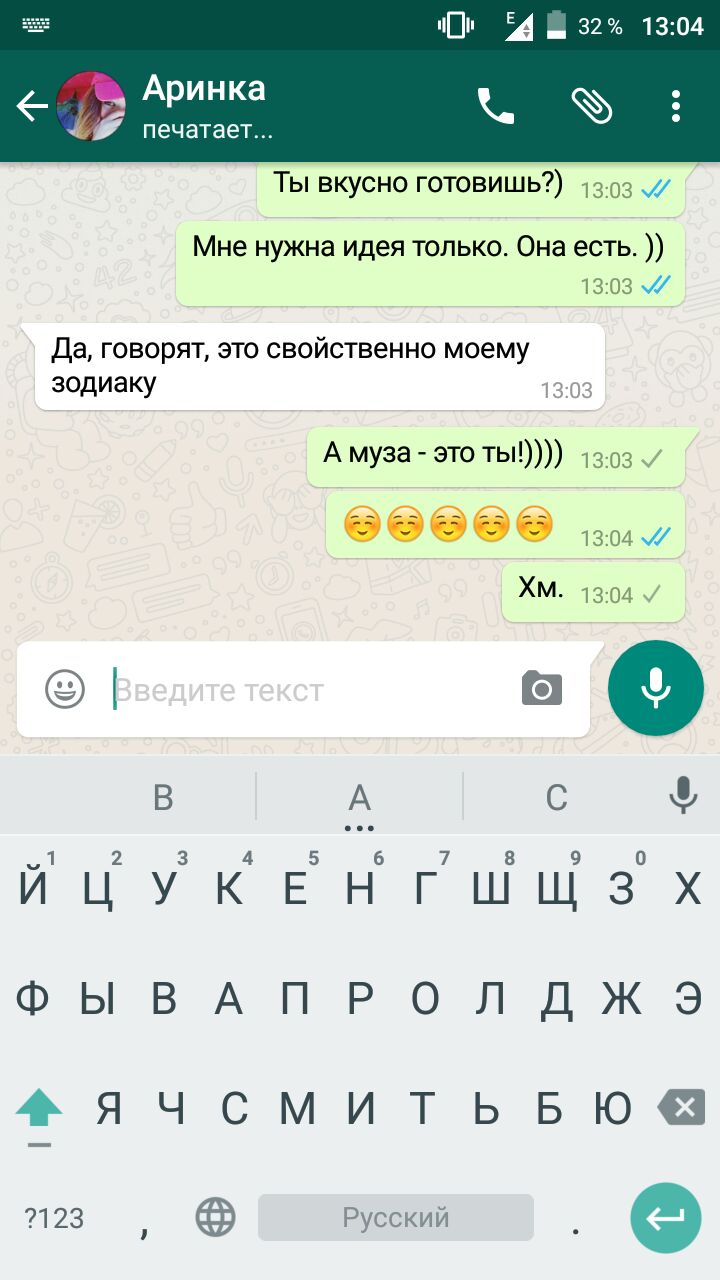 E 32 % 13:04
Аринка
печатает...
Ты вкусно готовишь?) 13:03
Мне нужна идея только. Она есть. ))
13:03
Да, говорят, это свойственно моему
зодиаку 13:03
А муза - это ты!)))) 13:03
☺️☺️☺️☺️☺️ 13:04
Хм. 13:04
Введите текст
В А С
1 2 3 4 5 6 7 8 9 0
Й Ц У К Е Н Г Ш Щ З Х
Ф Ы В А П Р О Л Д Ж Э
Я Ч С М И Т Ь Б Ю
?123 , Русский .